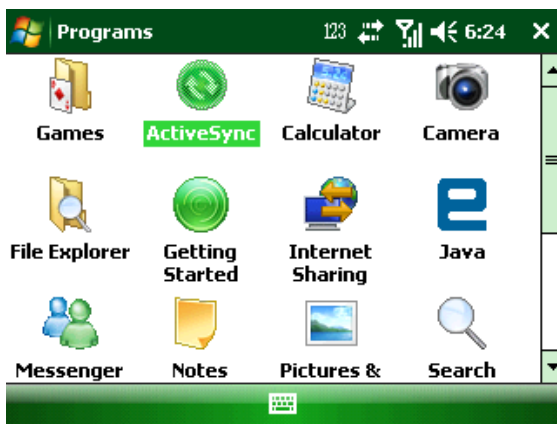 Programs 123 6:24
Games ActiveSync Calculator Camera
File Explorer Getting Started Internet Sharing Java
Messenger Notes Pictures & Search